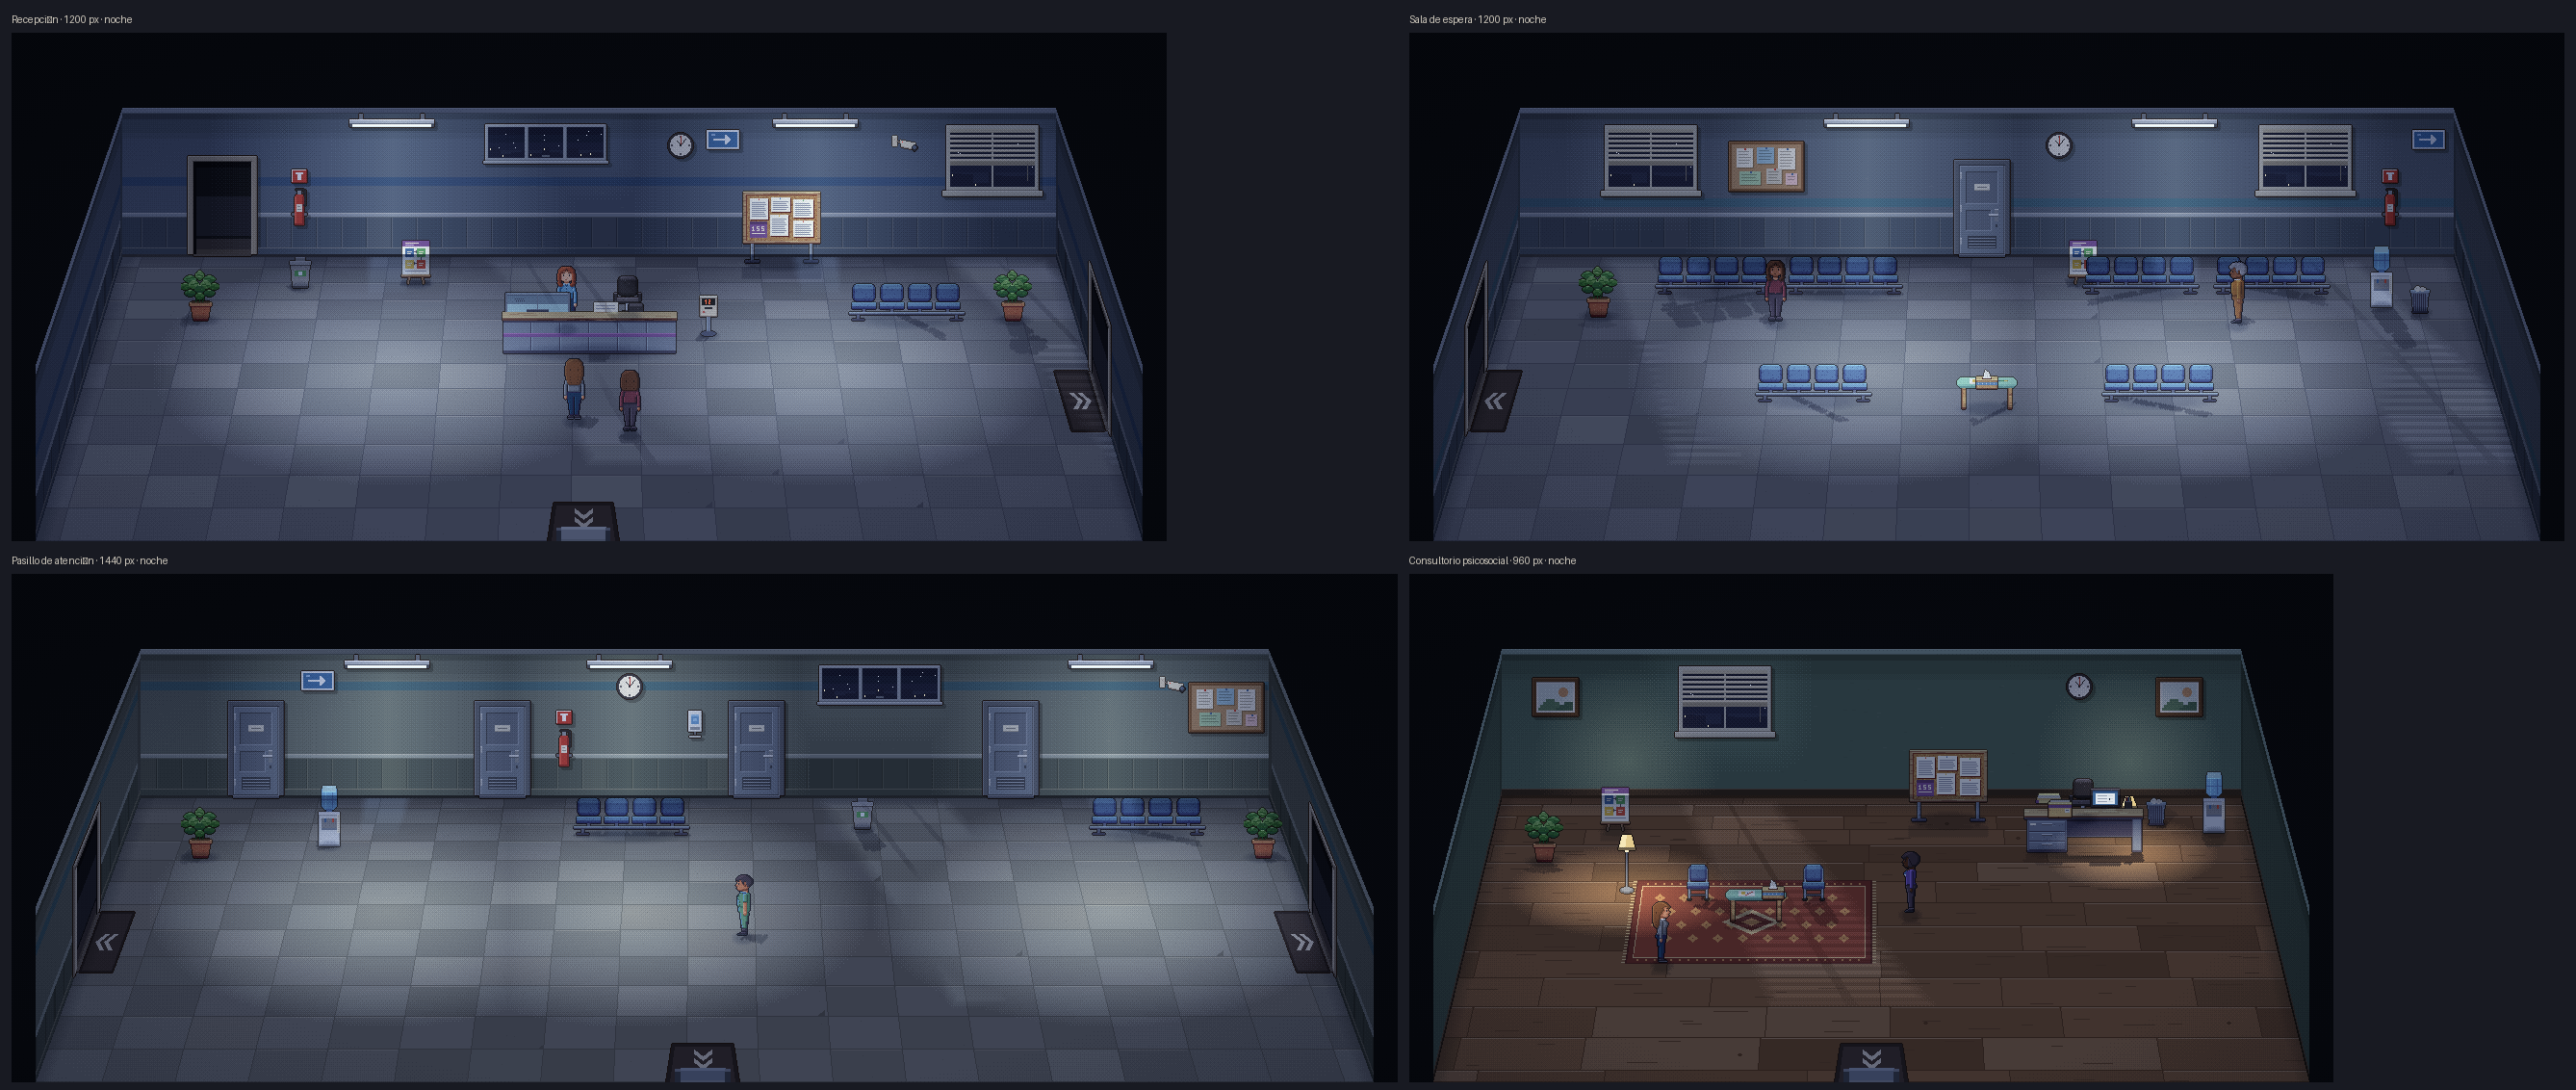 Recepci▯n · 1200 px · noche
Sala de espera · 1200 px · noche
155
12
Pasillo de atenci▯n · 1440 px · noche
Consultorio psicosocial · 960 px · noche
155